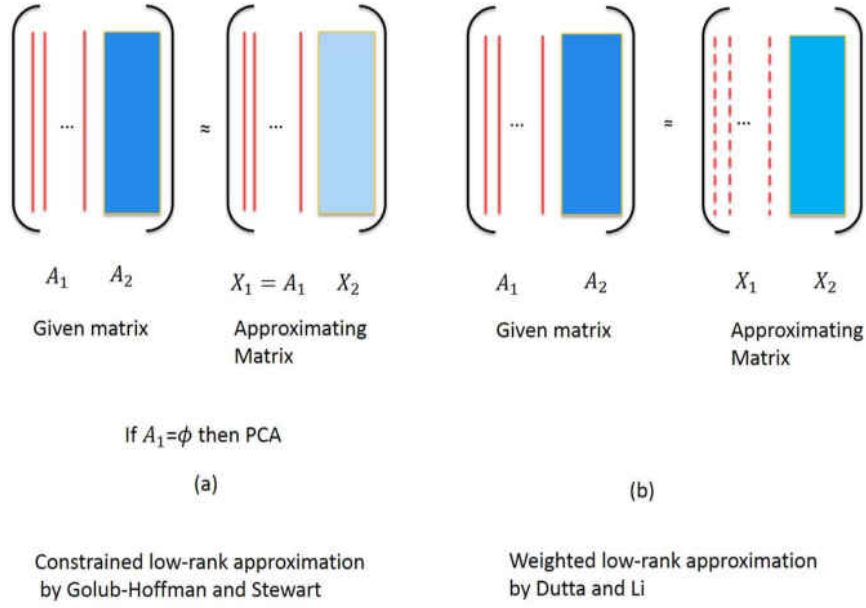 ... ≈ ...
A₁ A₂ X₁ = A₁ X₂
Given matrix Approximating
Matrix
If A₁=ϕ then PCA
(a)
Constrained low-rank approximation
by Golub-Hoffman and Stewart
... ≈ ...
A₁ A₂ X₁ X₂
Given matrix Approximating
Matrix
(b)
Weighted low-rank approximation
by Dutta and Li